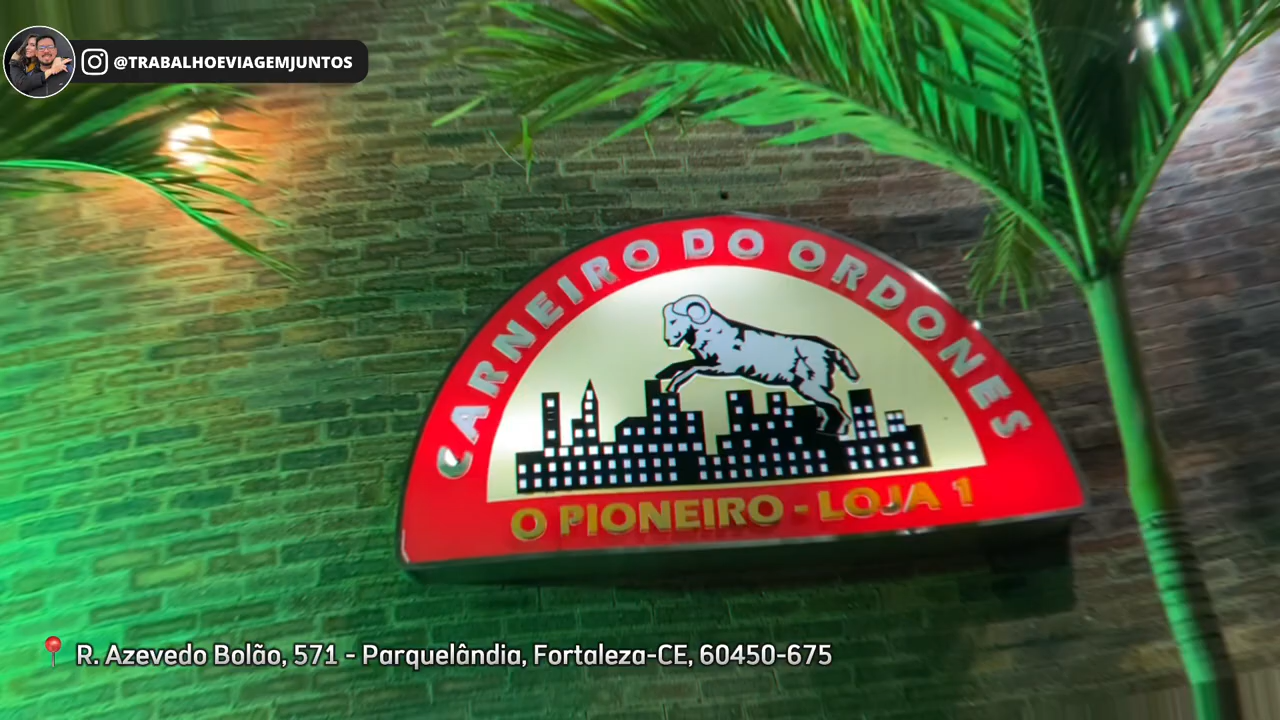 @TRABALHOEVIAGEMJUNTOS
CARNEIRO DO ORDONES
O PIONEIRO - LOJA 1
R. Azevedo Bolão, 571 - Parquelândia, Fortaleza-CE, 60450-675